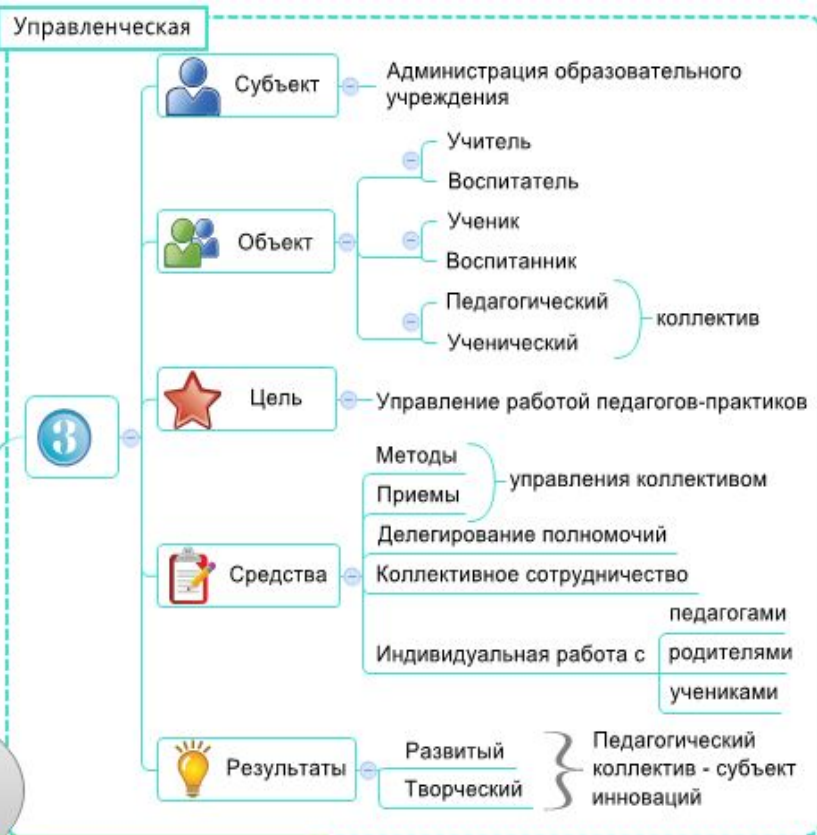 Управленческая
Субъект
Администрация образовательного
учреждения
Объект
Учитель
Воспитатель
Ученик
Воспитанник
Педагогический
Ученический
коллектив
3
Цель
Управление работой педагогов-практиков
Средства
Методы
Приемы
управления коллективом
Делегирование полномочий
Коллективное сотрудничество
Индивидуальная работа с
педагогами
родителями
учениками
Результаты
Развитый
Творческий
Педагогический
коллектив - субъект
инноваций